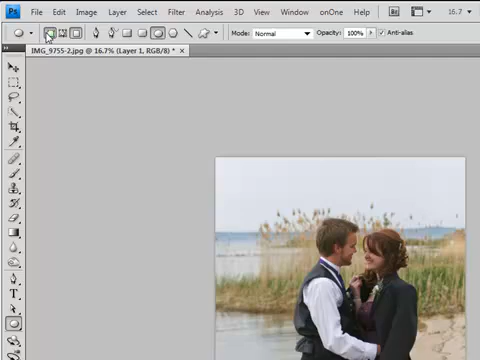 Ps File Edit Image Layer Select Filter Analysis 3D View Window onOne Help Br 16.7
Mode: Normal Opacity: 100% Anti-alias
IMG_9755-2.jpg @ 16.7% (Layer 1, RGB/8) * ×
T